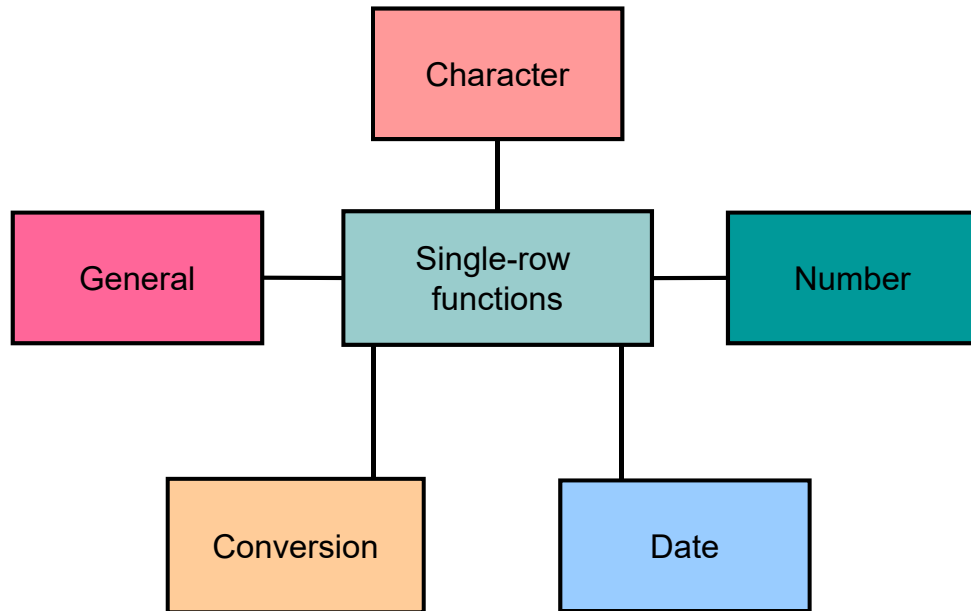 Character
General
Single-row
functions
Number
Conversion
Date